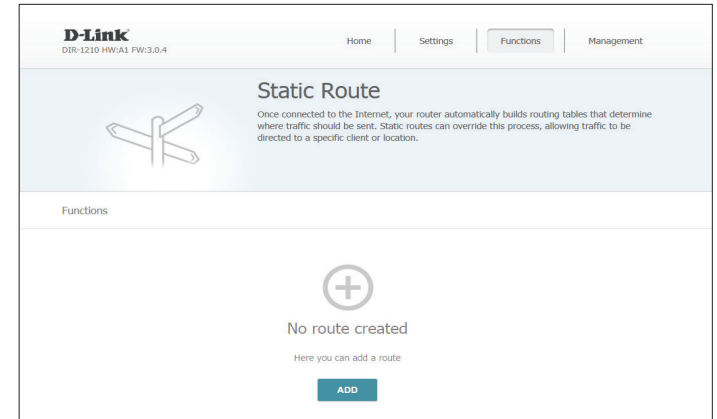 D-Link
DIR-1210 HW:A1 FW:3.0.4
Home Settings Functions Management
Static Route
Once connected to the Internet, your router automatically builds routing tables that determine
where traffic should be sent. Static routes can override this process, allowing traffic to be
directed to a specific client or location.
Functions
No route created
Here you can add a route
ADD